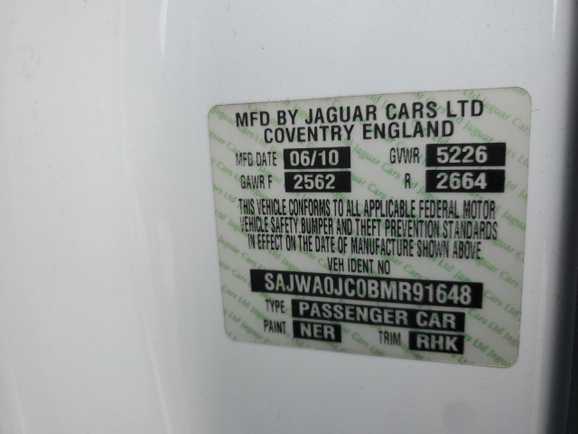 MFD BY JAGUAR CARS LTD
COVENTRY ENGLAND
MFD DATE 06/10 GVWR 5226
GAWR F 2562 R 2664
THIS VEHICLE CONFORMS TO ALL APPLICABLE FEDERAL MOTOR
VEHICLE SAFETY,BUMPER AND THEFT PREVENTION STANDARDS
IN EFFECT ON THE DATE OF MANUFACTURE SHOWN ABOVE.
VEH IDENT NO
SAJWA0JC0BMR91648
TYPE PASSENGER CAR
PAINT NER TRIM RHK